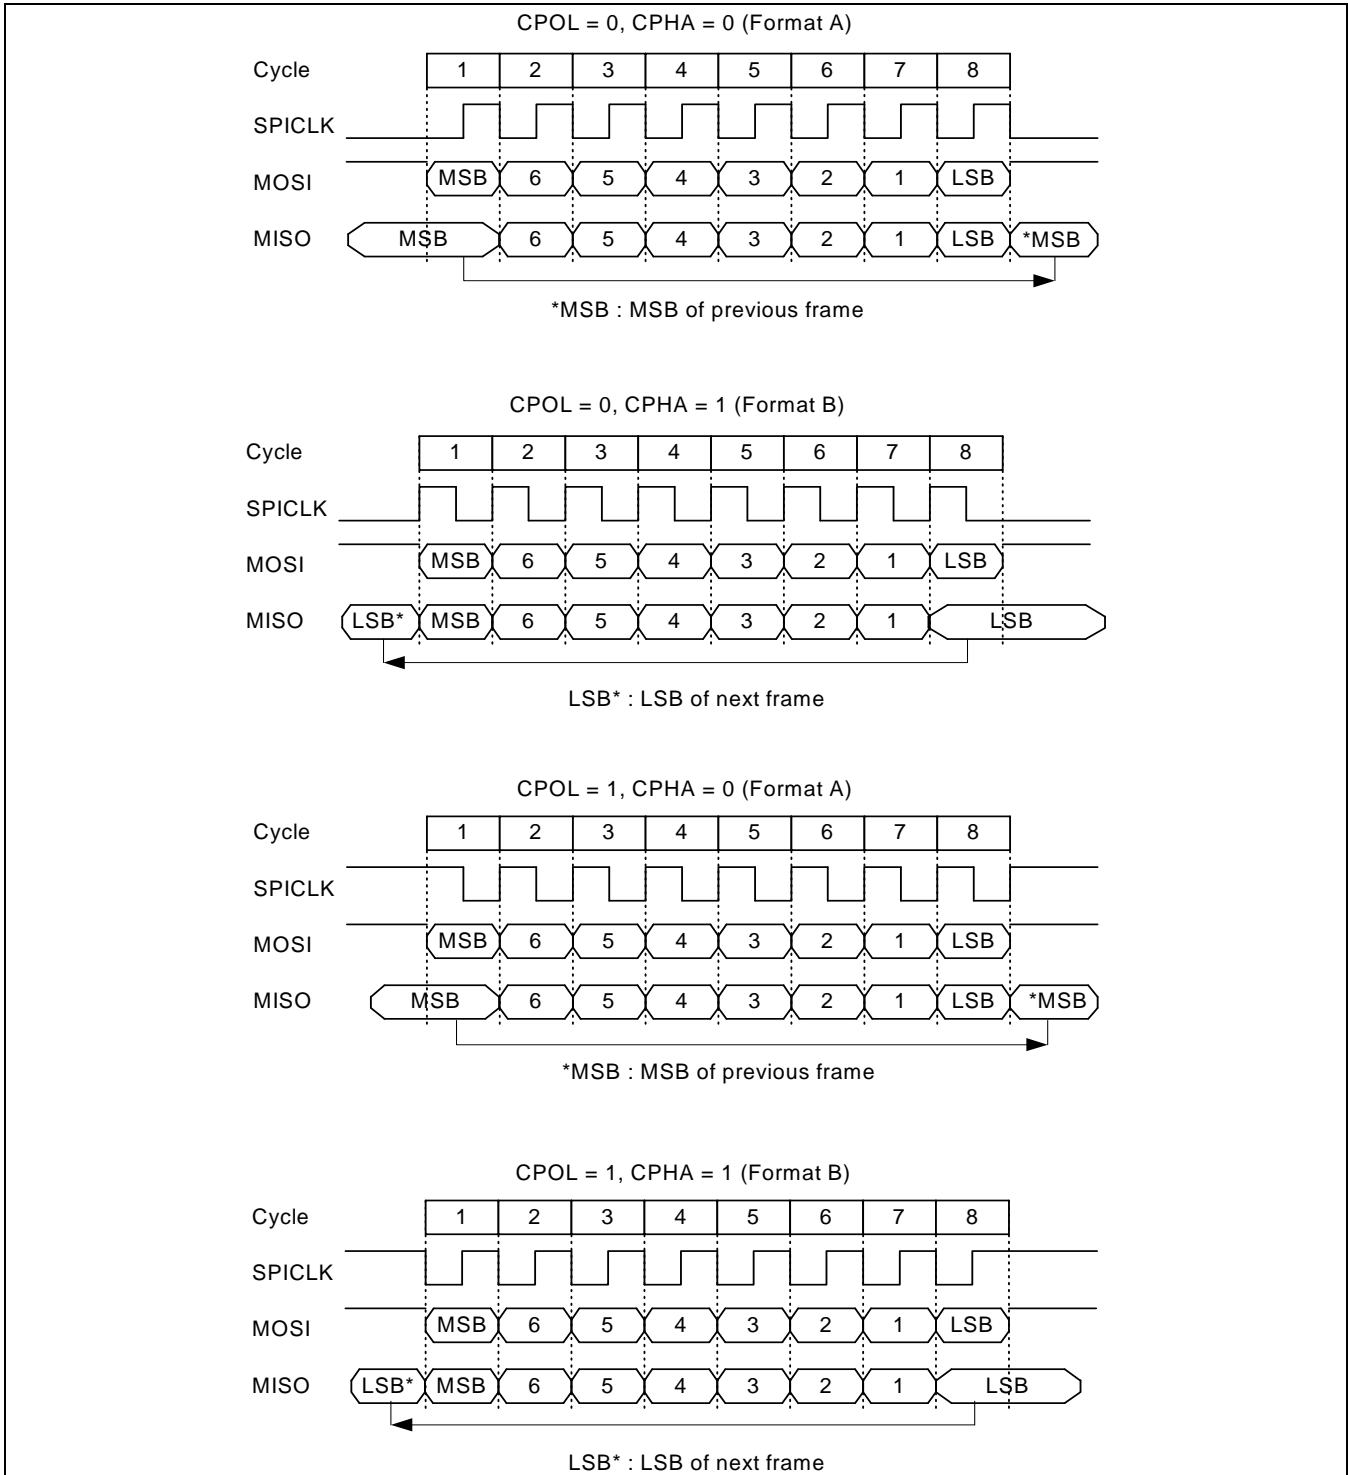 CPOL = 0, CPHA = 0 (Format A)
Cycle 1 2 3 4 5 6 7 8
SPICLK
MOSI MSB 6 5 4 3 2 1 LSB
MISO MSB 6 5 4 3 2 1 LSB *MSB
*MSB : MSB of previous frame
CPOL = 0, CPHA = 1 (Format B)
Cycle 1 2 3 4 5 6 7 8
SPICLK
MOSI MSB 6 5 4 3 2 1 LSB
MISO LSB* MSB 6 5 4 3 2 1 LSB
LSB* : LSB of next frame
CPOL = 1, CPHA = 0 (Format A)
Cycle 1 2 3 4 5 6 7 8
SPICLK
MOSI MSB 6 5 4 3 2 1 LSB
MISO MSB 6 5 4 3 2 1 LSB *MSB
*MSB : MSB of previous frame
CPOL = 1, CPHA = 1 (Format B)
Cycle 1 2 3 4 5 6 7 8
SPICLK
MOSI MSB 6 5 4 3 2 1 LSB
MISO LSB* MSB 6 5 4 3 2 1 LSB
LSB* : LSB of next frame